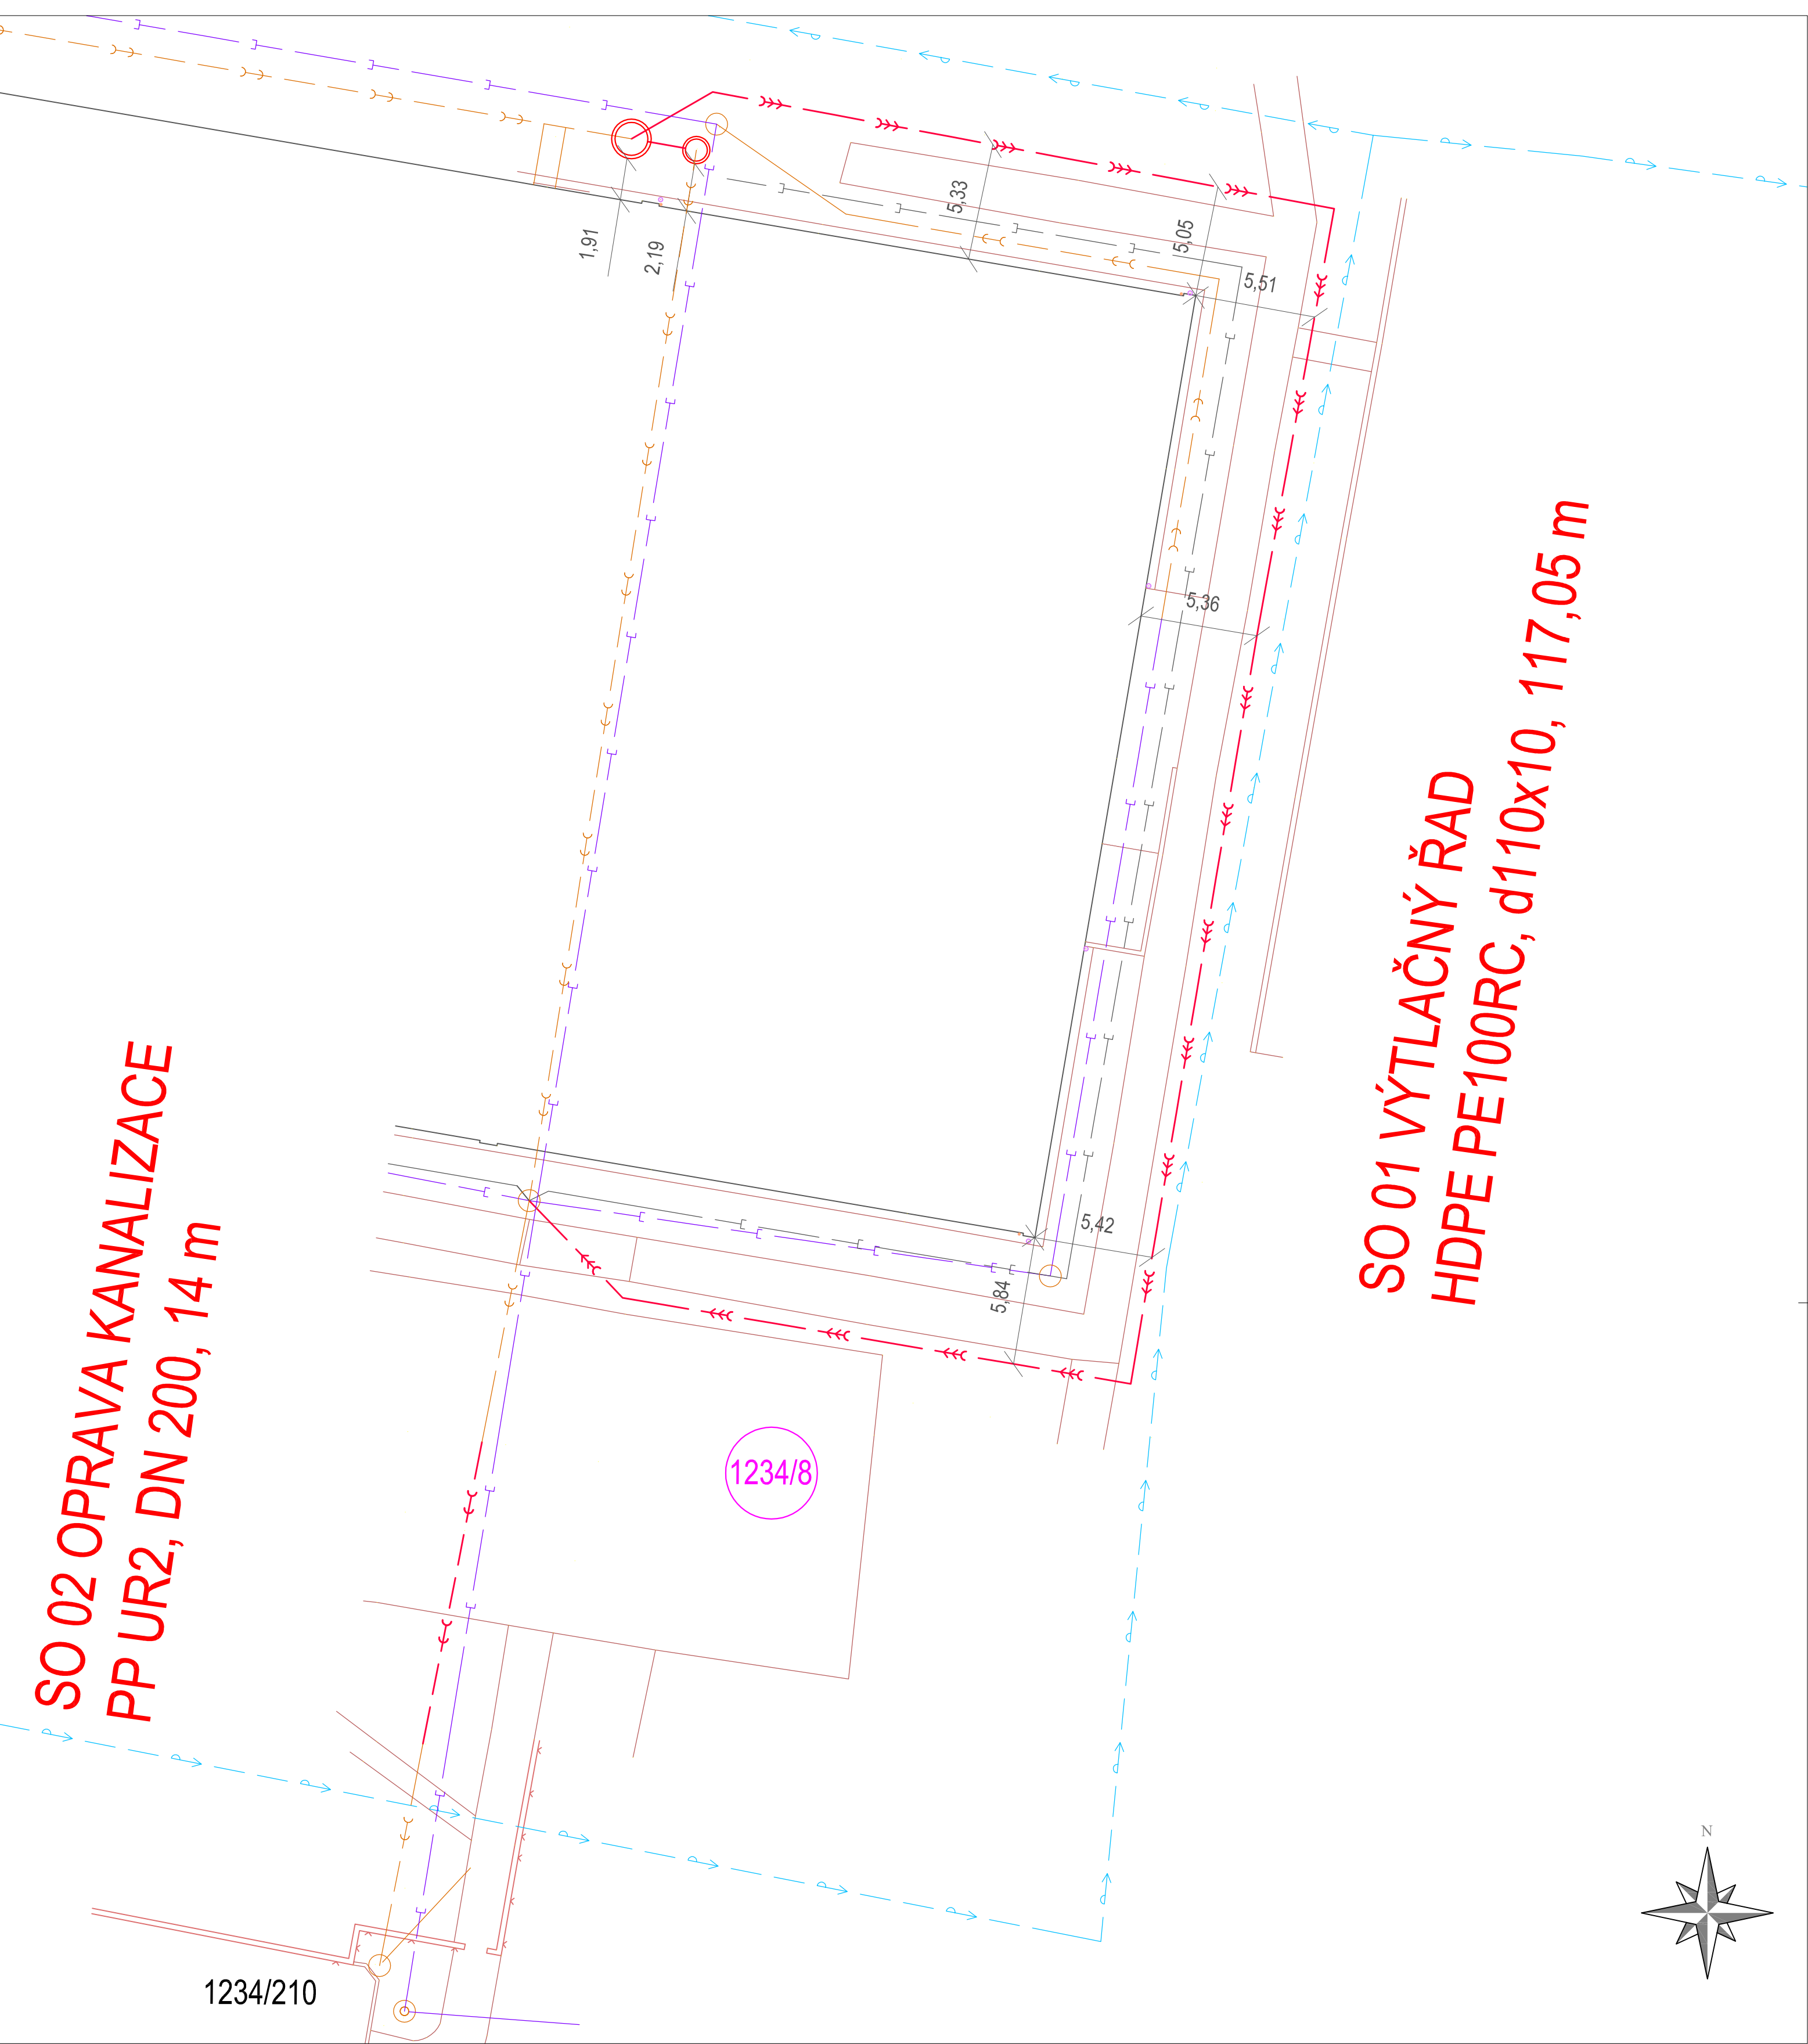 1,91
2,19
5,33
5,05
5,51
5,36
SO 01 VÝTLAČNÝ ŘAD
HDPE PE100RC, d110x10, 117,05 m
SO 02 OPRAVA KANALIZACE
PP UR2, DN 200, 14 m
5,42
5,84
1234/8
N
1234/210